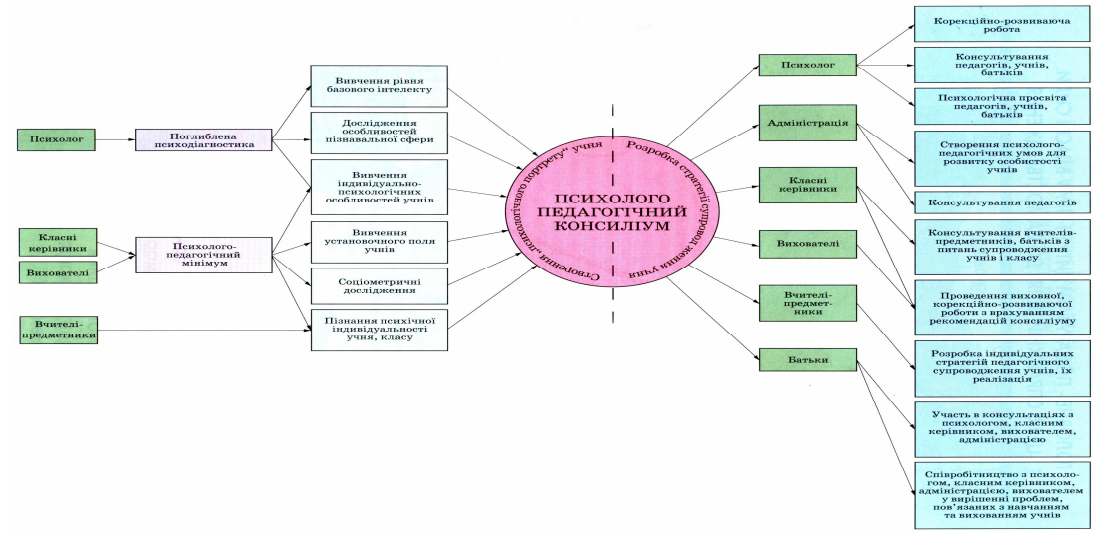 Психолог
Класні
керівники
Вихователі
Вчителі-
предметники
Поглиблена
психодіагностика
Психолого-
педагогічний
мінімум
Вивчення рівня
базового інтелекту
Дослідження
особливостей
пізнавальної сфери
Вивчення
індивідуально-
психологічних
особливостей учнів
Вивчення
установочного поля
учнів
Соціометричні
дослідження
Пізнання психічної
індивідуальності
учня, класу
Створення „психологічного портрету“ учня
Розробка стратегії супровод ження учня
ПСИХОЛОГО
ПЕДАГОГІЧНИЙ
КОНСИЛІУМ
Психолог
Адміністрація
Класні
керівники
Вихователі
Вчителі-
предмет-
ники
Батьки
Корекційно-розвиваюча
робота
Консультування
педагогів, учнів,
батьків
Психологічна просвіта
педагогів, учнів,
батьків
Створення психолого-
педагогічних умов для
розвитку особистості
учнів
Консультування педагогів
Консультування вчителів-
предметників, батьків з
питань супроводження
учнів і класу
Проведення виховної,
корекційно-розвиваючої
роботи з врахуванням
рекомендацій консиліуму
Розробка індивідуальних
стратегій педагогічного
супроводження учнів, їх
реалізація
Участь в консультаціях з
психологом, класним
керівником, вихователем,
адміністрацією
Співробітництво з психоло-
гом, класним керівником,
адміністрацією, вихователем
у вирішенні проблем,
пов’язаних з навчанням
та вихованням учнів